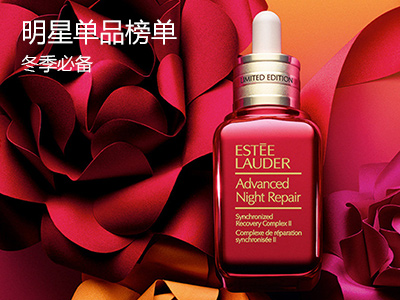 明星单品榜单
冬季必备
LIMITED EDITION
ESTĒE
LAUDER
Advanced
Night Repair
Synchronized
Recovery Complex II
Complexe de réparation
synchronisée II